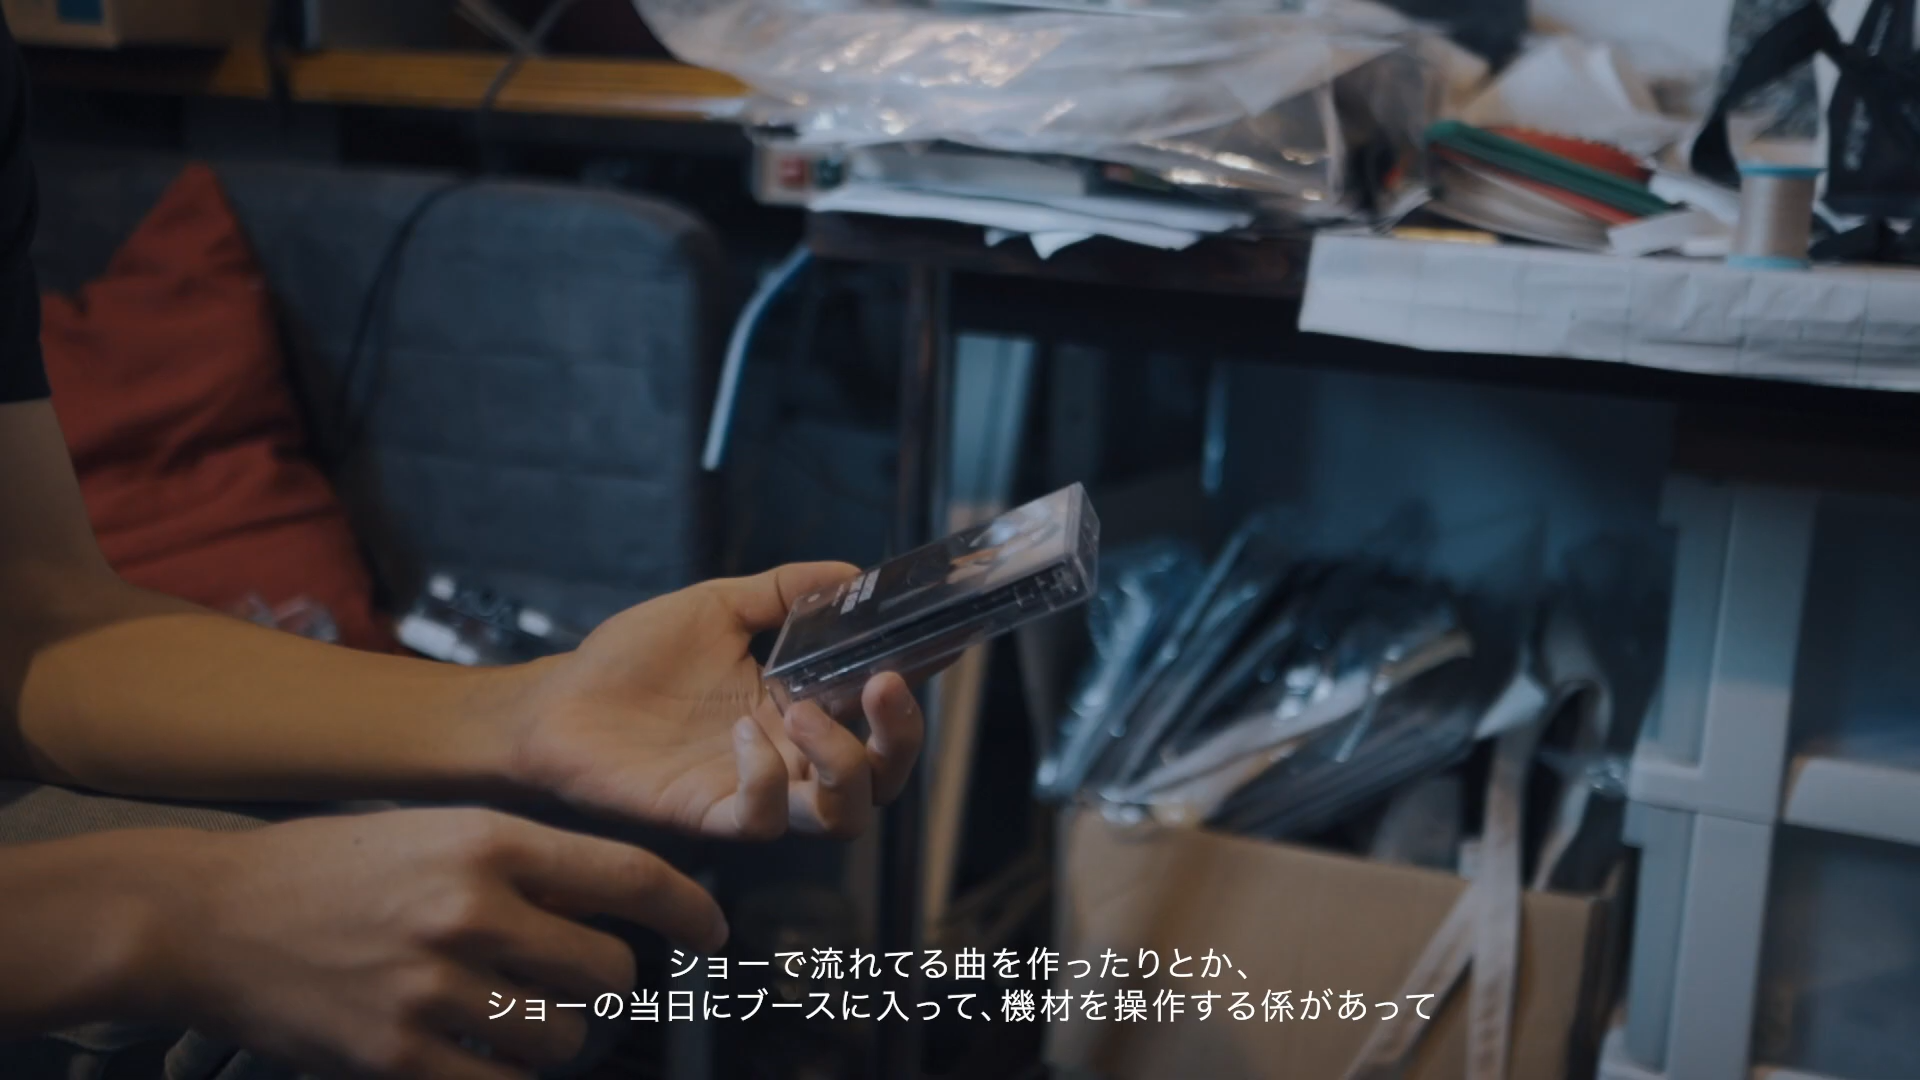 ショーで流れてる曲を作ったりとか、
ショーの当日にブースに入って、機材を操作する係があって